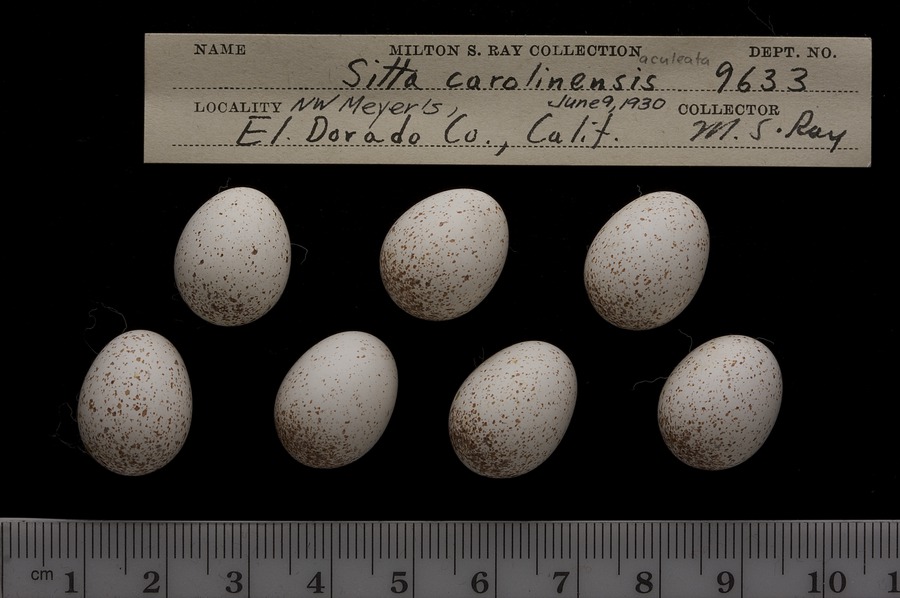 NAME MILTON S. RAY COLLECTION DEPT. NO.
aculeata
Sitta carolinensis 9633
LOCALITY NW Meyer's, June 9, 1930 COLLECTOR
El Dorado Co., Calif. M. S. Ray
cm 1 2 3 4 5 6 7 8 9 10 1